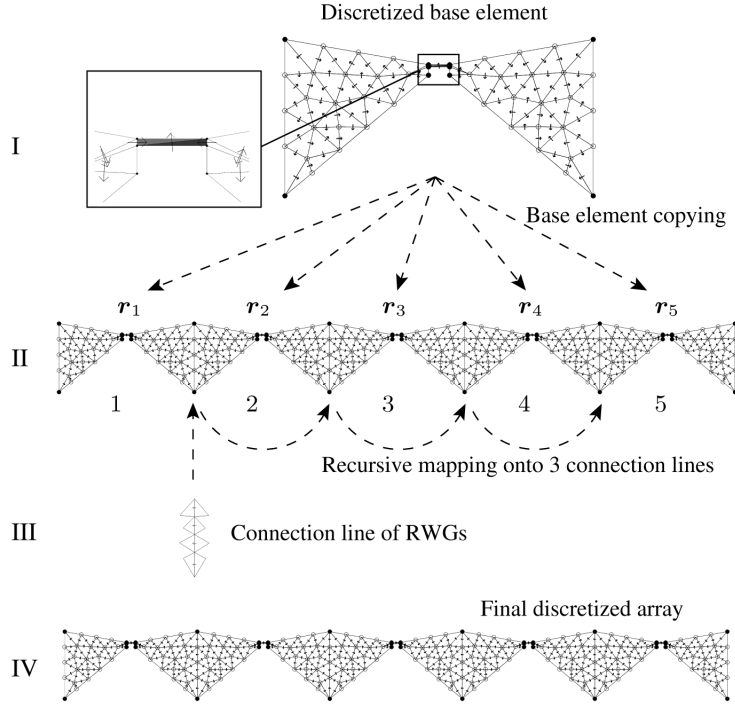 Discretized base element
I
Base element copying
r₁ r₂ r₃ r₄ r₅
II
1 2 3 4 5
Recursive mapping onto 3 connection lines
III
Connection line of RWGs
Final discretized array
IV